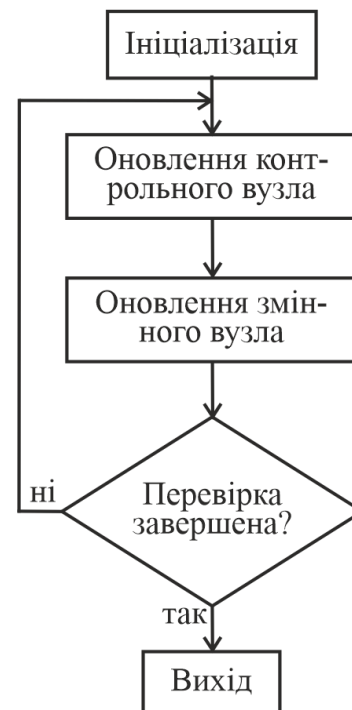 Ініціалізація
Оновлення конт-
рольного вузла
Оновлення змін-
ного вузла
ні
Перевірка
завершена?
так
Вихід